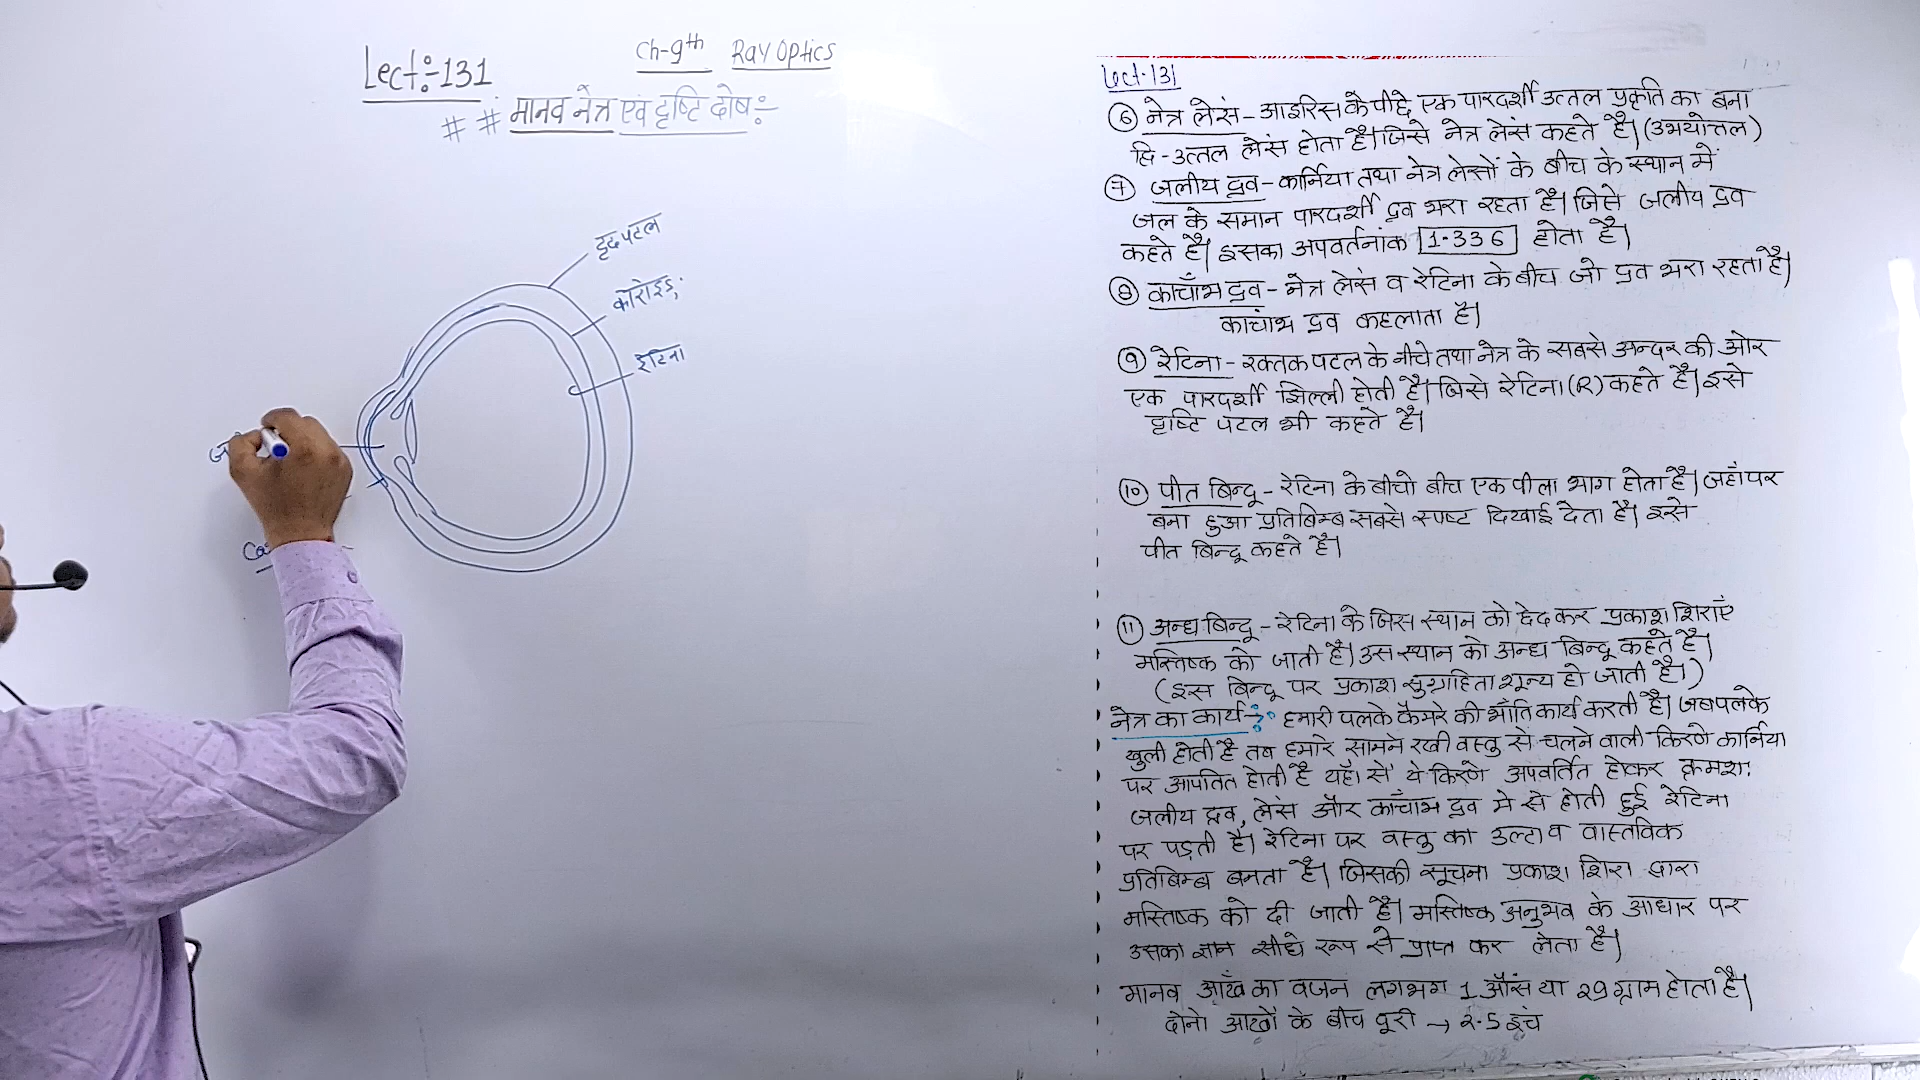 Lect:-131
Ch-9th Ray Optics
# # मानव नेत्र एवं दृष्टि दोष:-
दृढ़पटल
कोरोइड
रेटिना
Lect-131
⑥ नेत्र लेंस - आइरिस के पीछे एक पारदर्शी उत्तल प्रकृति का बना
द्वि-उत्तल लेंस होता है। जिसे नेत्र लेंस कहते है। (उभयोत्तल)
⑦ जलीय द्रव - कार्निया तथा नेत्र लेंसों के बीच के स्थान में
जल के समान पारदर्शी द्रव भरा रहता है। जिसे जलीय द्रव
कहते है। इसका अपवर्तनांक 1.336 होता है।
⑧ काचाँभ द्रव - नेत्र लेंस व रेटिना के बीच जो द्रव भरा रहता है।
काचांभ द्रव कहलाता है।
⑨ रेटिना - रक्तक पटल के नीचे तथा नेत्र के सबसे अन्दर की ओर
एक पारदर्शी झिल्ली होती है। जिसे रेटिना (R) कहते है। इसे
दृष्टि पटल भी कहते है।
⑩ पीत बिन्दू - रेटिना के बीचो बीच एक पीला भाग होता है। जहाँ पर
बना हुआ प्रतिबिम्ब सबसे स्पष्ट दिखाई देता है। इसे
पीत बिन्दू कहते है।
⑪ अन्ध बिन्दू - रेटिना के जिस स्थान को छेद कर प्रकाश शिराएँ
मस्तिष्क को जाती है। उस स्थान को अन्ध बिन्दू कहते है।
(इस बिन्दू पर प्रकाश सुग्राहिता शून्य हो जाती है।)
नेत्र का कार्य -: हमारी पलके कैमरे की भाँति कार्य करती है। जब पलके
खुली होती है तब हमारे सामने रखी वस्तु से चलने वाली किरणे कार्निया
पर आपतित होती है यहाँ से ये किरणे अपवर्तित होकर क्रमश:
जलीय द्रव, लेंस और काँचाभ द्रव मे से होती हुई रेटिना
पर पड़ती है। रेटिना पर वस्तु का उल्टा व वास्तविक
प्रतिबिम्ब बनता है। जिसकी सूचना प्रकाश शिरा द्वारा
मस्तिष्क को दी जाती है। मस्तिष्क अनुभव के आधार पर
उसका ज्ञान सीधे रूप से प्राप्त कर लेता है।
मानव आँख का वजन लगभग 1 औंस या 29 ग्राम होता है।
दोनो आखों के बीच दूरी → 2.5 इंच